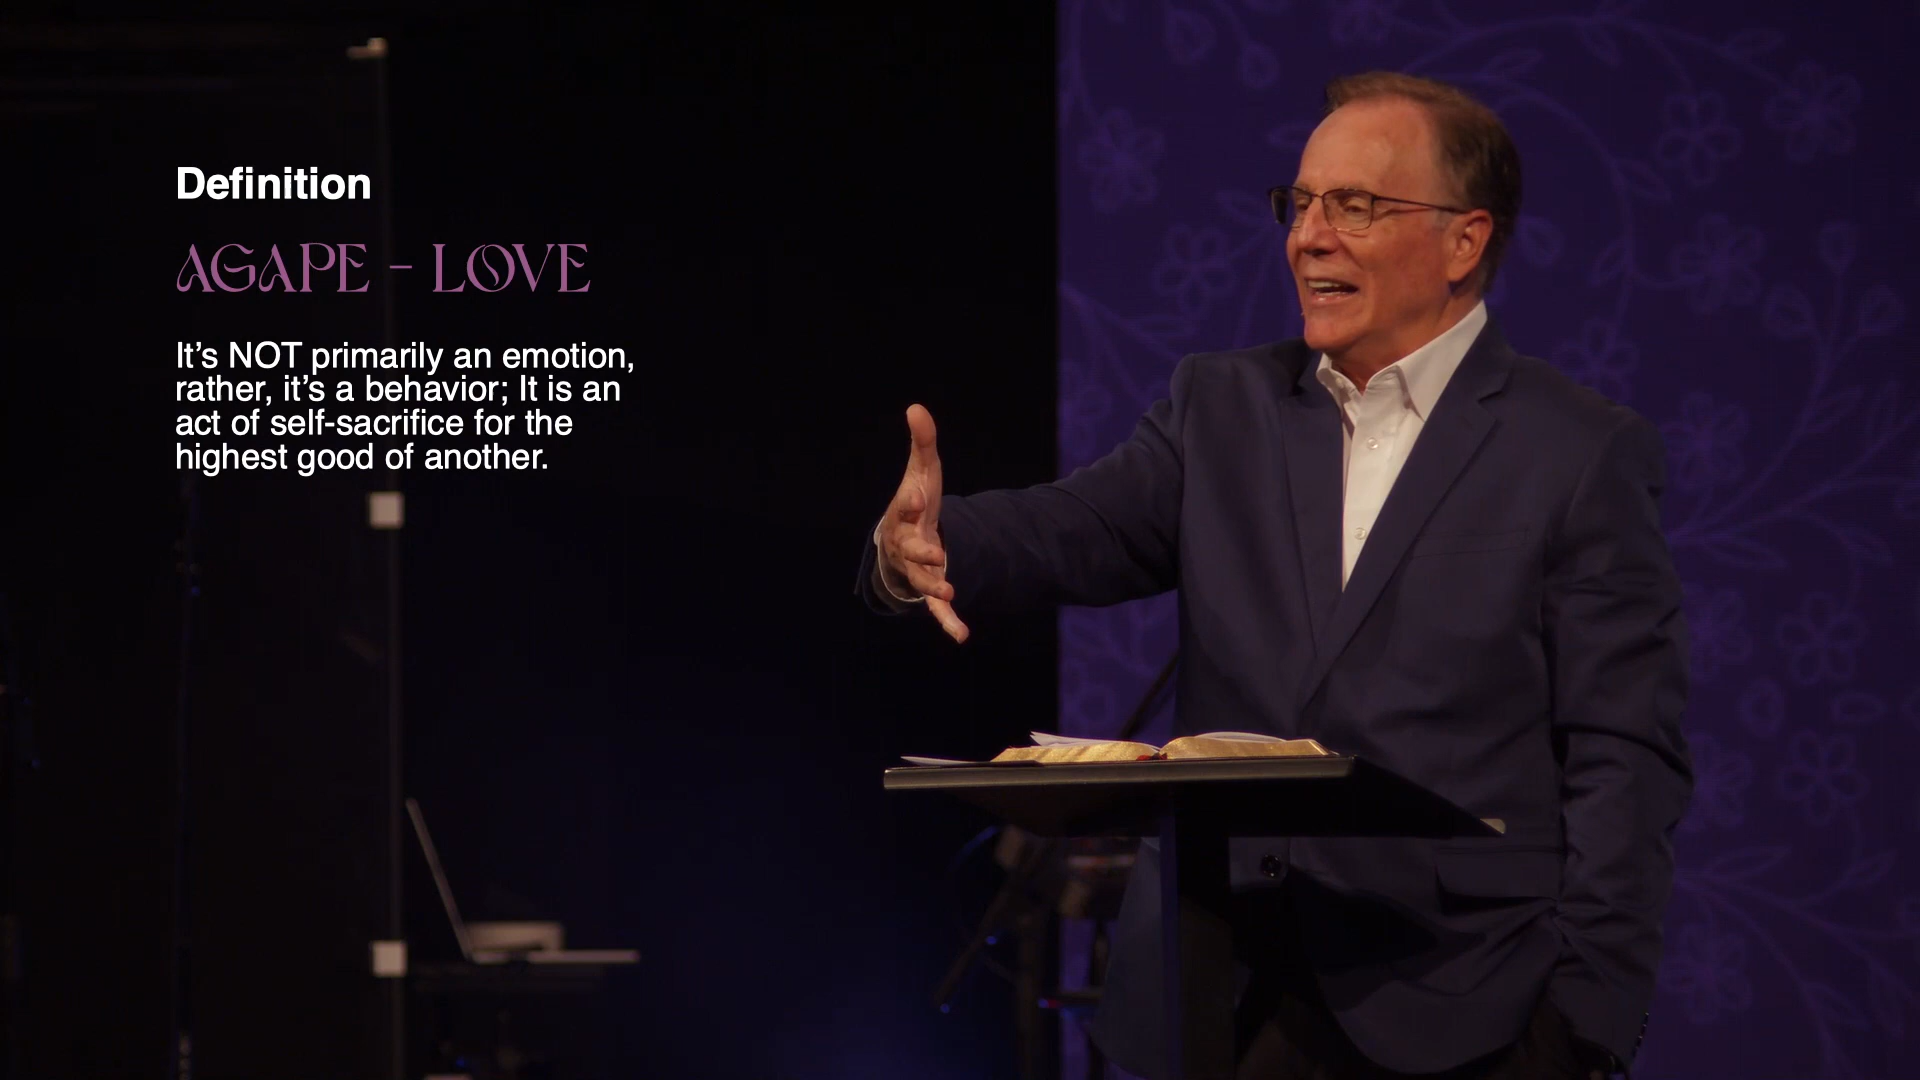 Definition
AGAPE – LOVE
It's NOT primarily an emotion,
rather, it's a behavior; It is an
act of self-sacrifice for the
highest good of another.